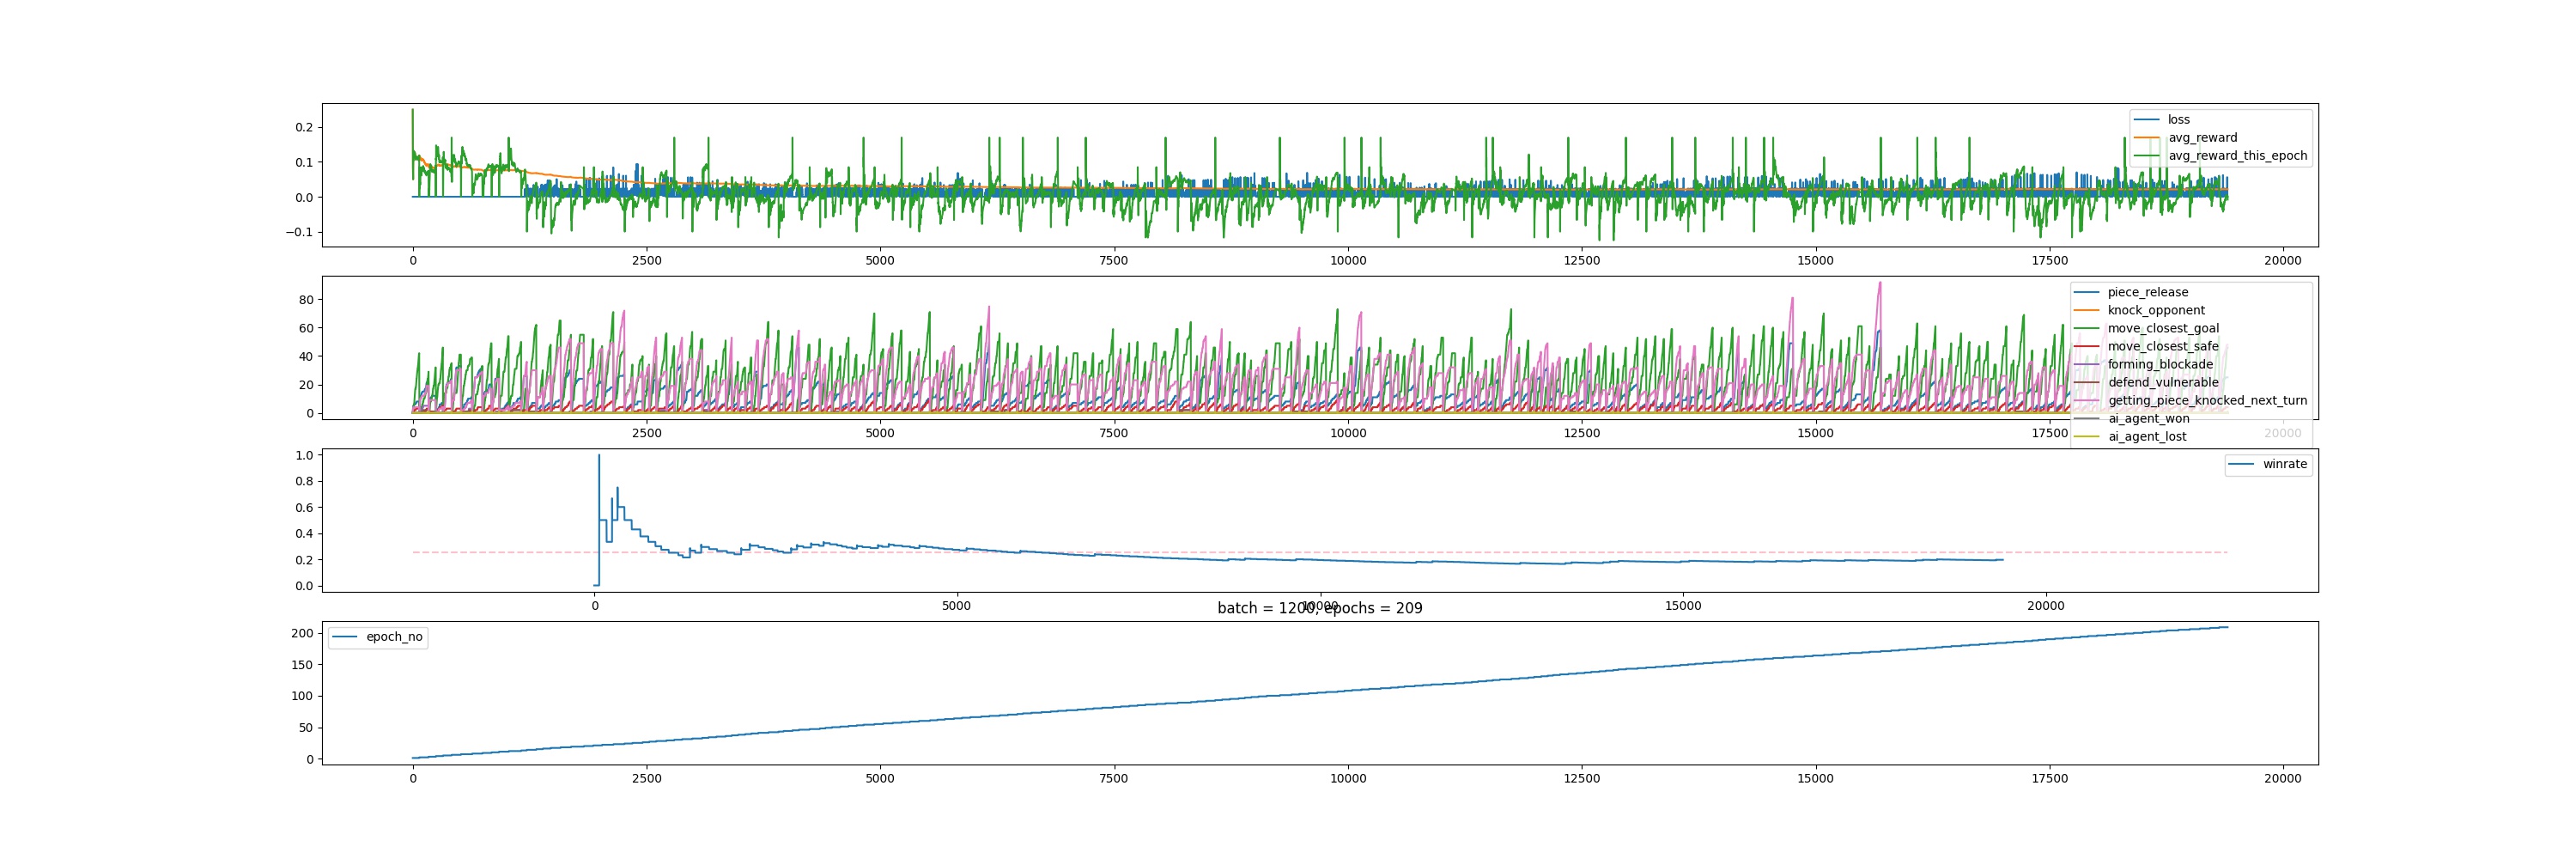 0.2
0.1
0.0
−0.1
loss
avg_reward
avg_reward_this_epoch
0 2500 5000 7500 10000 12500 15000 17500 20000
80
60
40
20
0
piece_release
knock_opponent
move_closest_goal
move_closest_safe
forming_blockade
defend_vulnerable
getting_piece_knocked_next_turn
ai_agent_won
ai_agent_lost
0 2500 5000 7500 10000 12500 15000 17500 20000
1.0
0.8
0.6
0.4
0.2
0.0
winrate
0 5000 10000 15000 20000
batch = 1200, epochs = 209
200
150
100
50
0
epoch_no
0 2500 5000 7500 10000 12500 15000 17500 20000